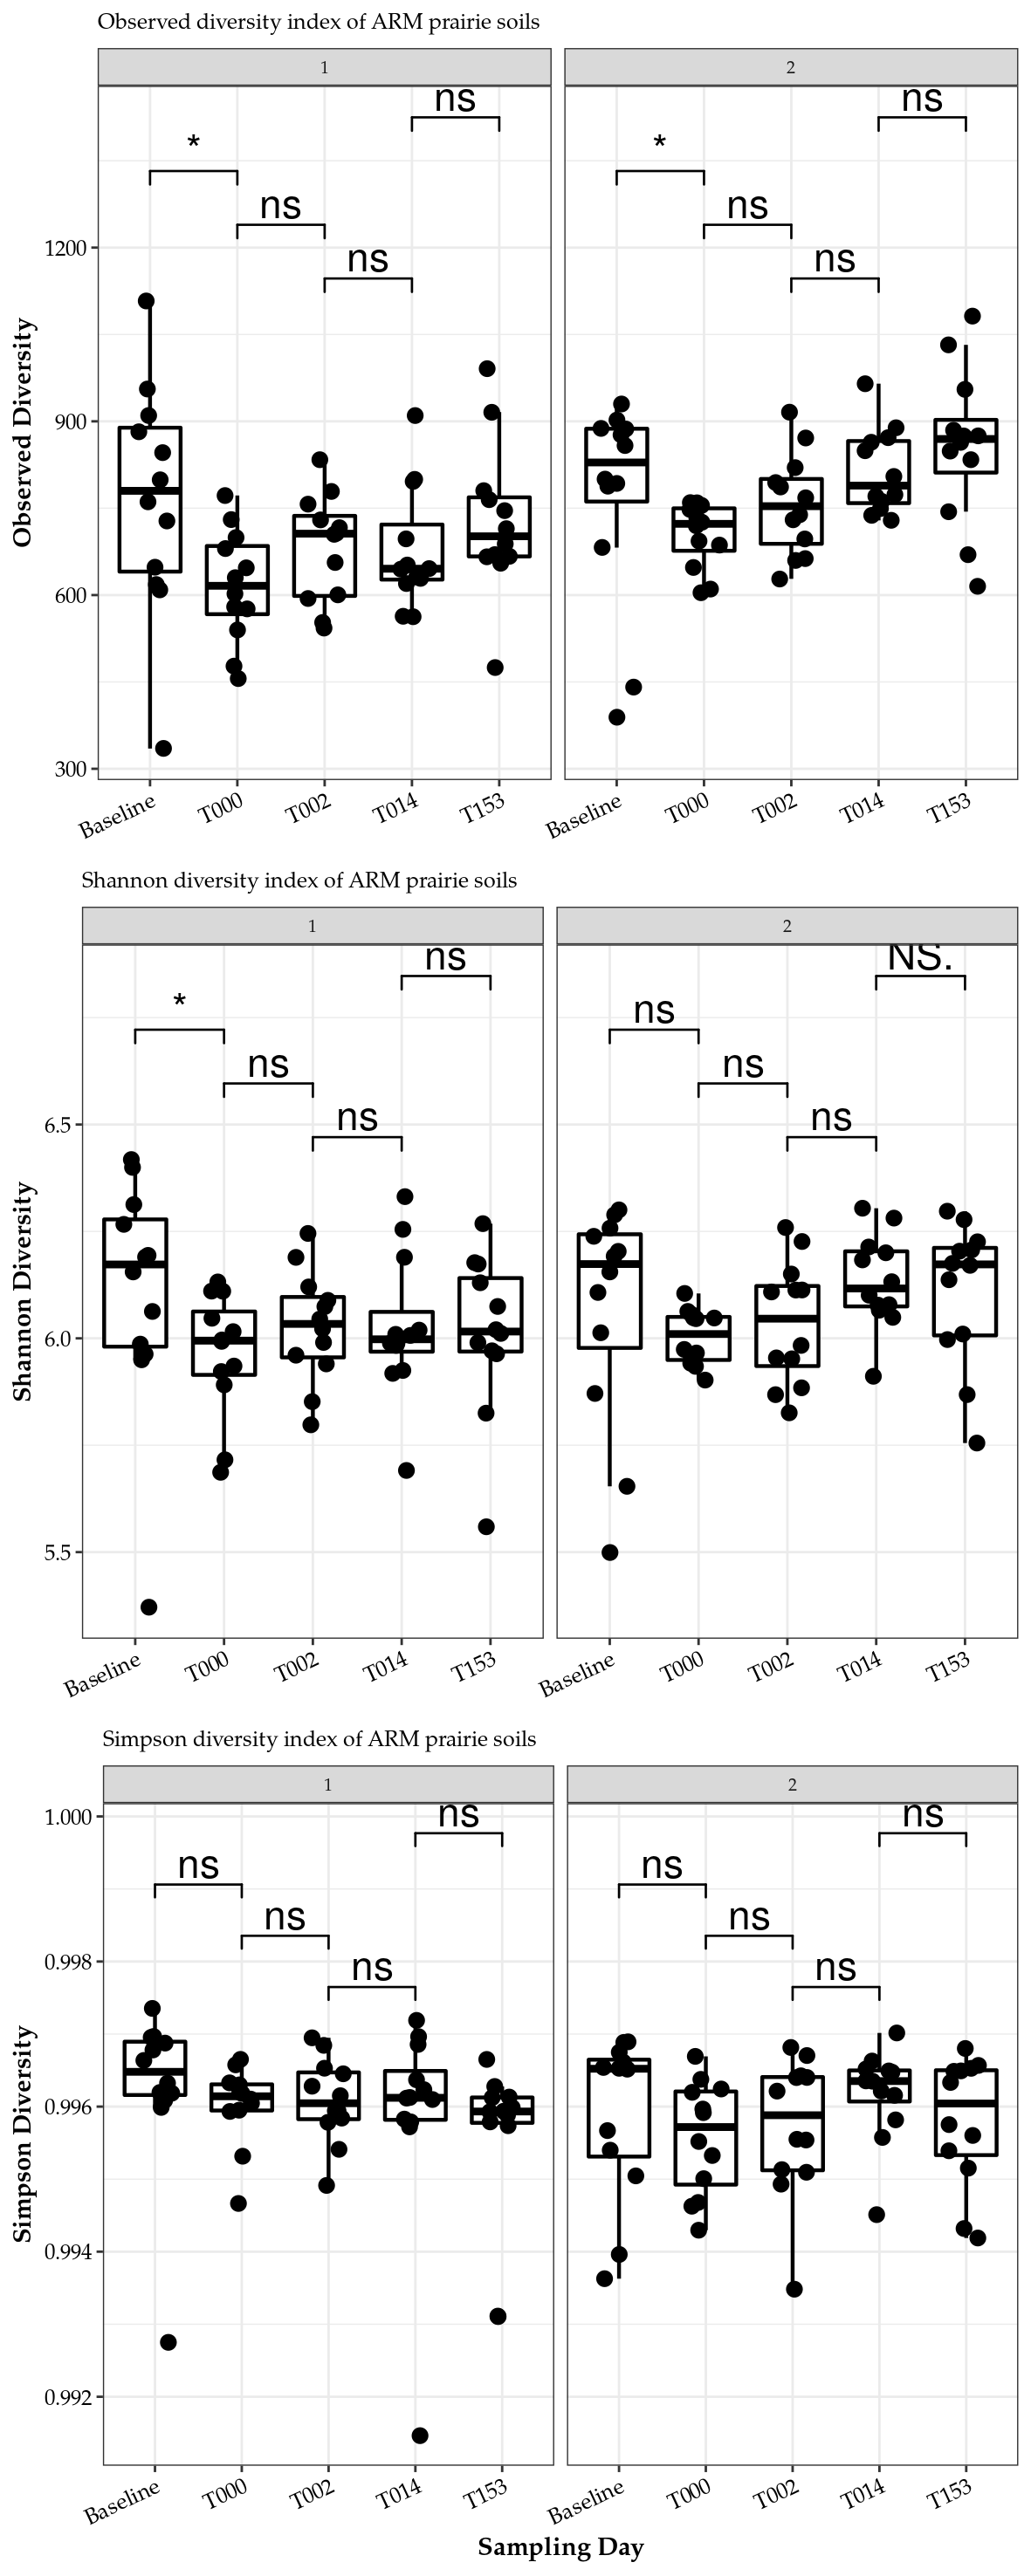 Observed diversity index of ARM prairie soils
1 2
ns ns
* *
ns ns
ns ns
1200
900
600
300
Observed Diversity
Baseline T000 T002 T014 T153 Baseline T000 T002 T014 T153
Shannon diversity index of ARM prairie soils
1 2
ns NS.
* ns
ns ns
ns ns
6.5
6.0
5.5
Shannon Diversity
Baseline T000 T002 T014 T153 Baseline T000 T002 T014 T153
Simpson diversity index of ARM prairie soils
1 2
ns ns
ns ns
ns ns
ns ns
1.000
0.998
0.996
0.994
0.992
Simpson Diversity
Baseline T000 T002 T014 T153 Baseline T000 T002 T014 T153
Sampling Day